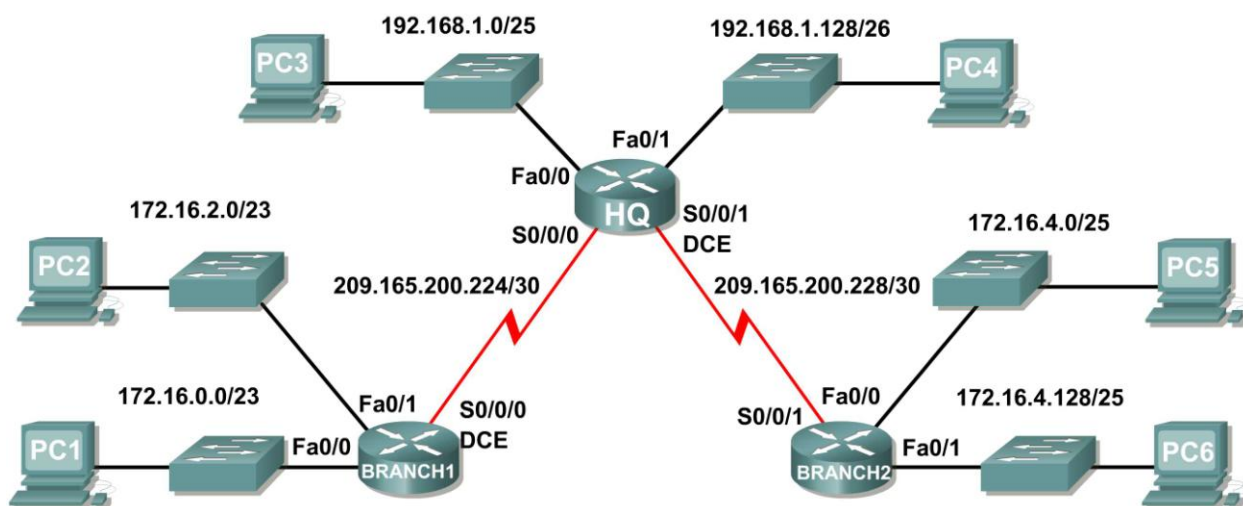 192.168.1.0/25
192.168.1.128/26
PC3
PC4
Fa0/1
Fa0/0
HQ
172.16.2.0/23
S0/0/0
S0/0/1
DCE
172.16.4.0/25
PC2
PC5
209.165.200.224/30
209.165.200.228/30
172.16.0.0/23
Fa0/1
S0/0/0
DCE
Fa0/0
S0/0/1
172.16.4.128/25
PC1
Fa0/0
BRANCH1
BRANCH2
Fa0/1
PC6